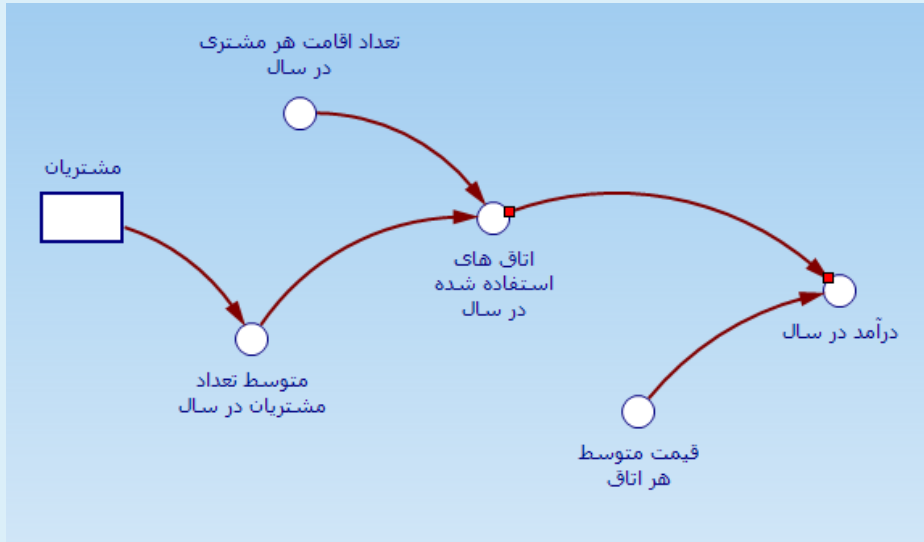 تعداد اقامت هر مشتری
در سال
مشتریان
اتاق های
استفاده شده
در سال
درآمد در سال
متوسط تعداد
مشتریان در سال
قیمت متوسط
هر اتاق